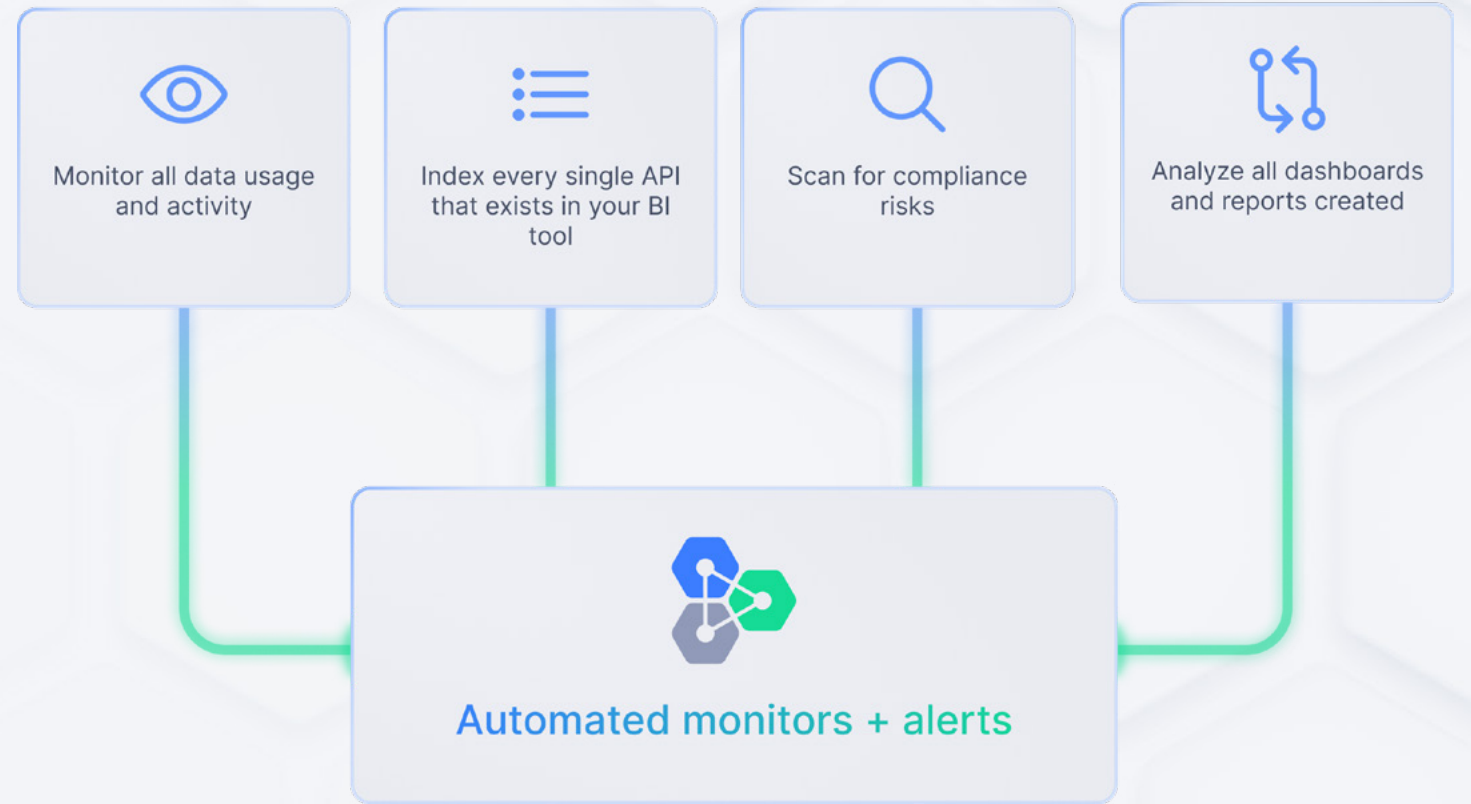 Monitor all data usage
and activity
Index every single API
that exists in your BI
tool
Scan for compliance
risks
Analyze all dashboards
and reports created
Automated monitors + alerts